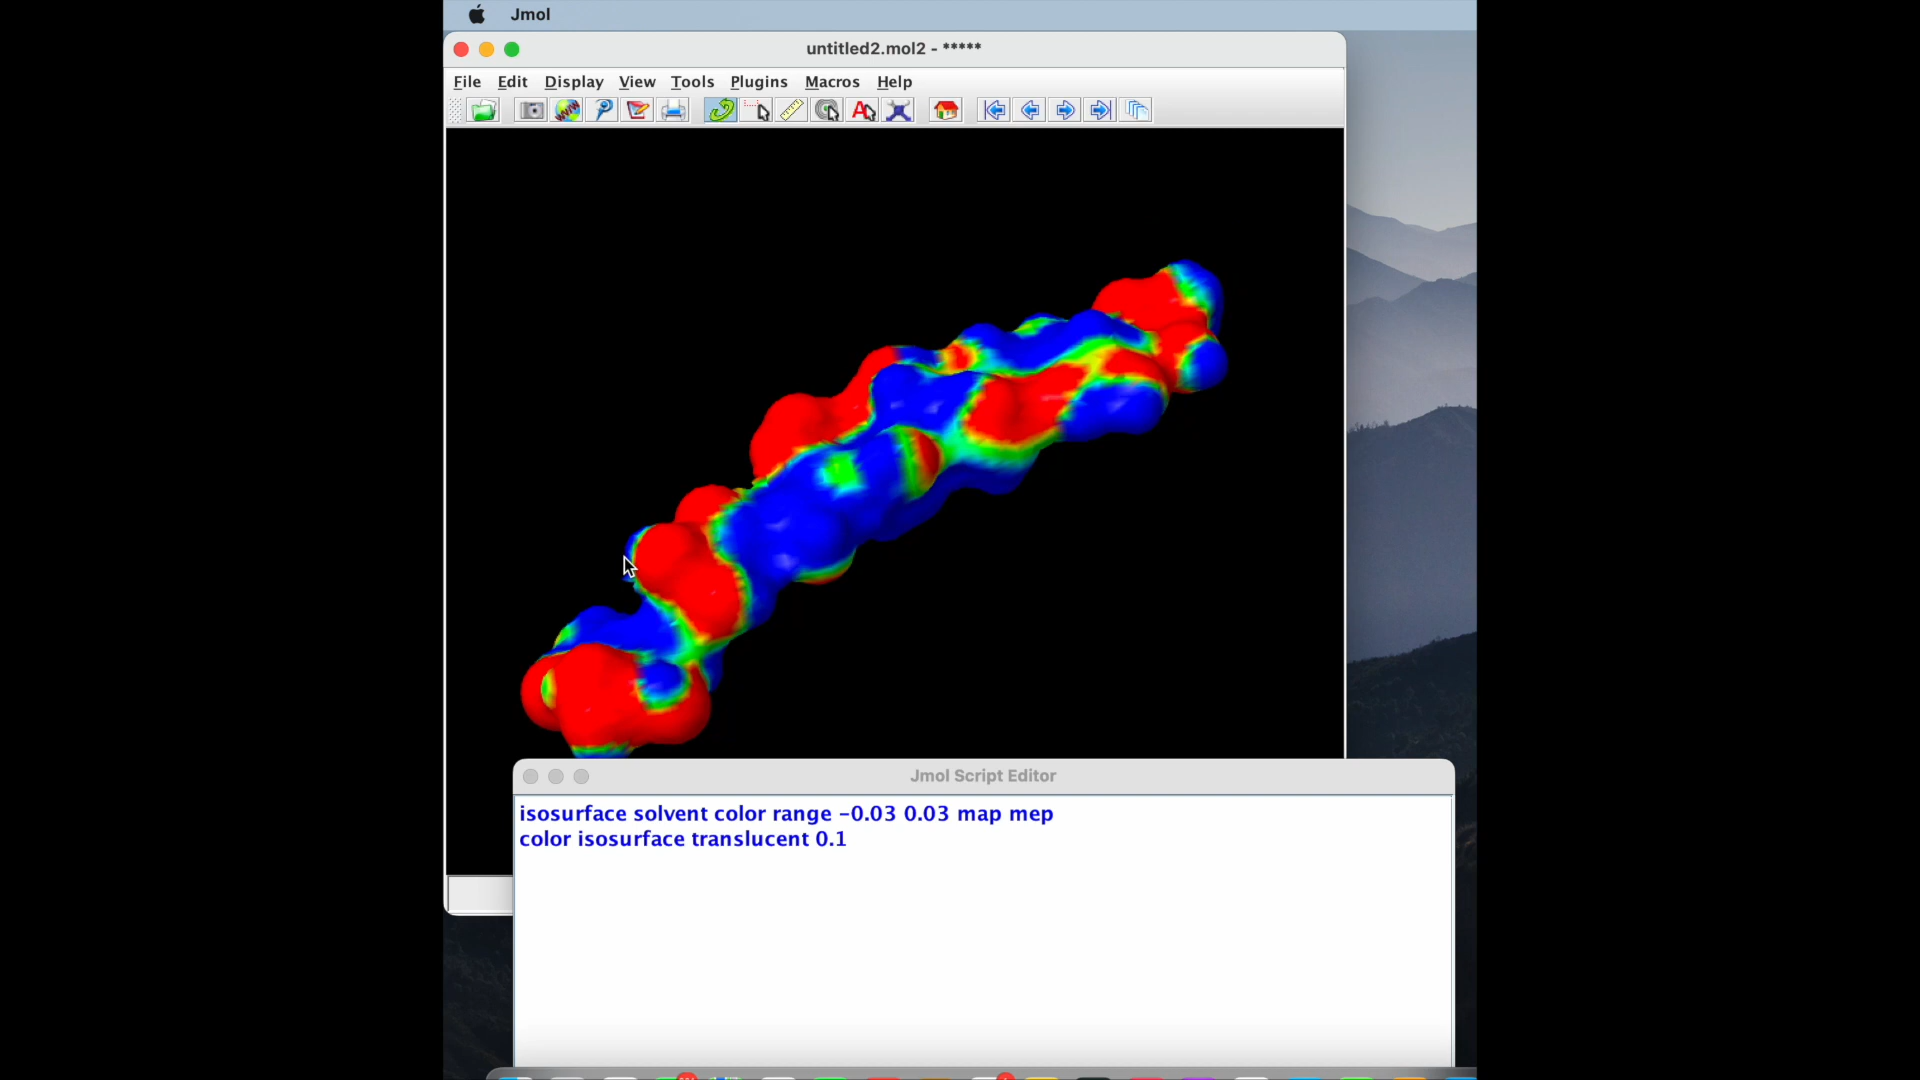 Jmol
untitled2.mol2 - *****
File Edit Display View Tools Plugins Macros Help
Jmol Script Editor
isosurface solvent color range -0.03 0.03 map mep
color isosurface translucent 0.1